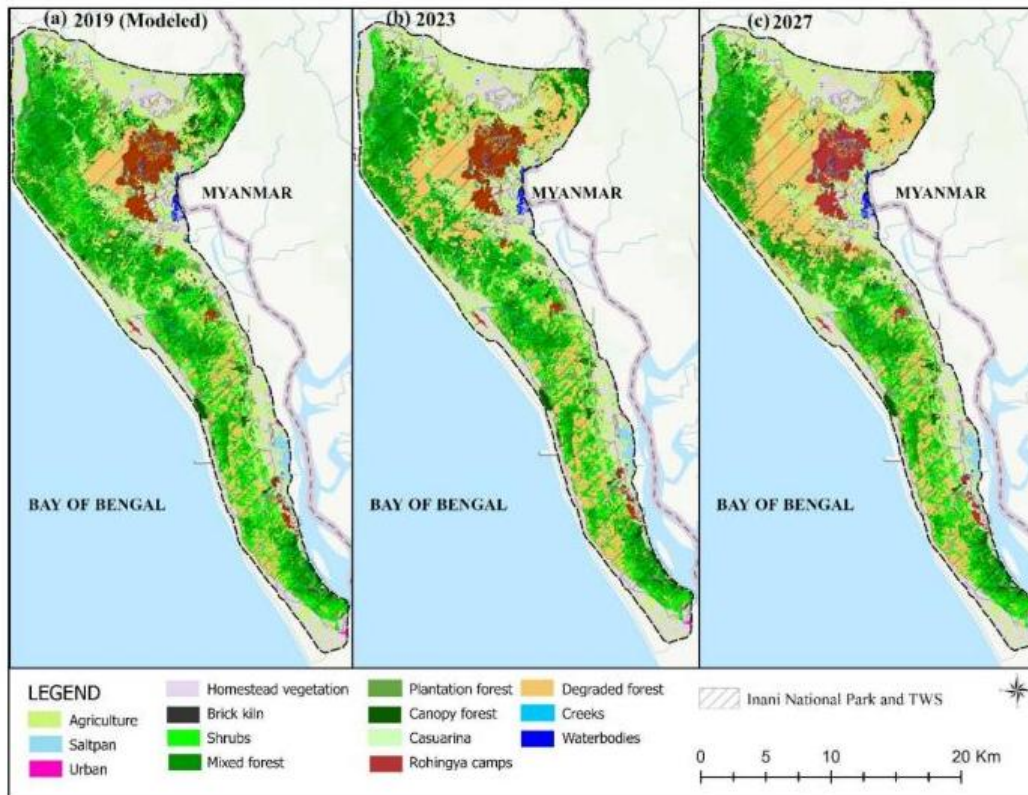 (a) 2019 (Modeled)
(b) 2023
(c) 2027
MYANMAR
MYANMAR
MYANMAR
BAY OF BENGAL
BAY OF BENGAL
BAY OF BENGAL
LEGEND
Agriculture
Saltpan
Urban
Homestead vegetation
Brick kiln
Shrubs
Mixed forest
Plantation forest
Canopy forest
Casuarina
Rohingya camps
Degraded forest
Creeks
Waterbodies
Inani National Park and TWS
0 5 10 20 Km